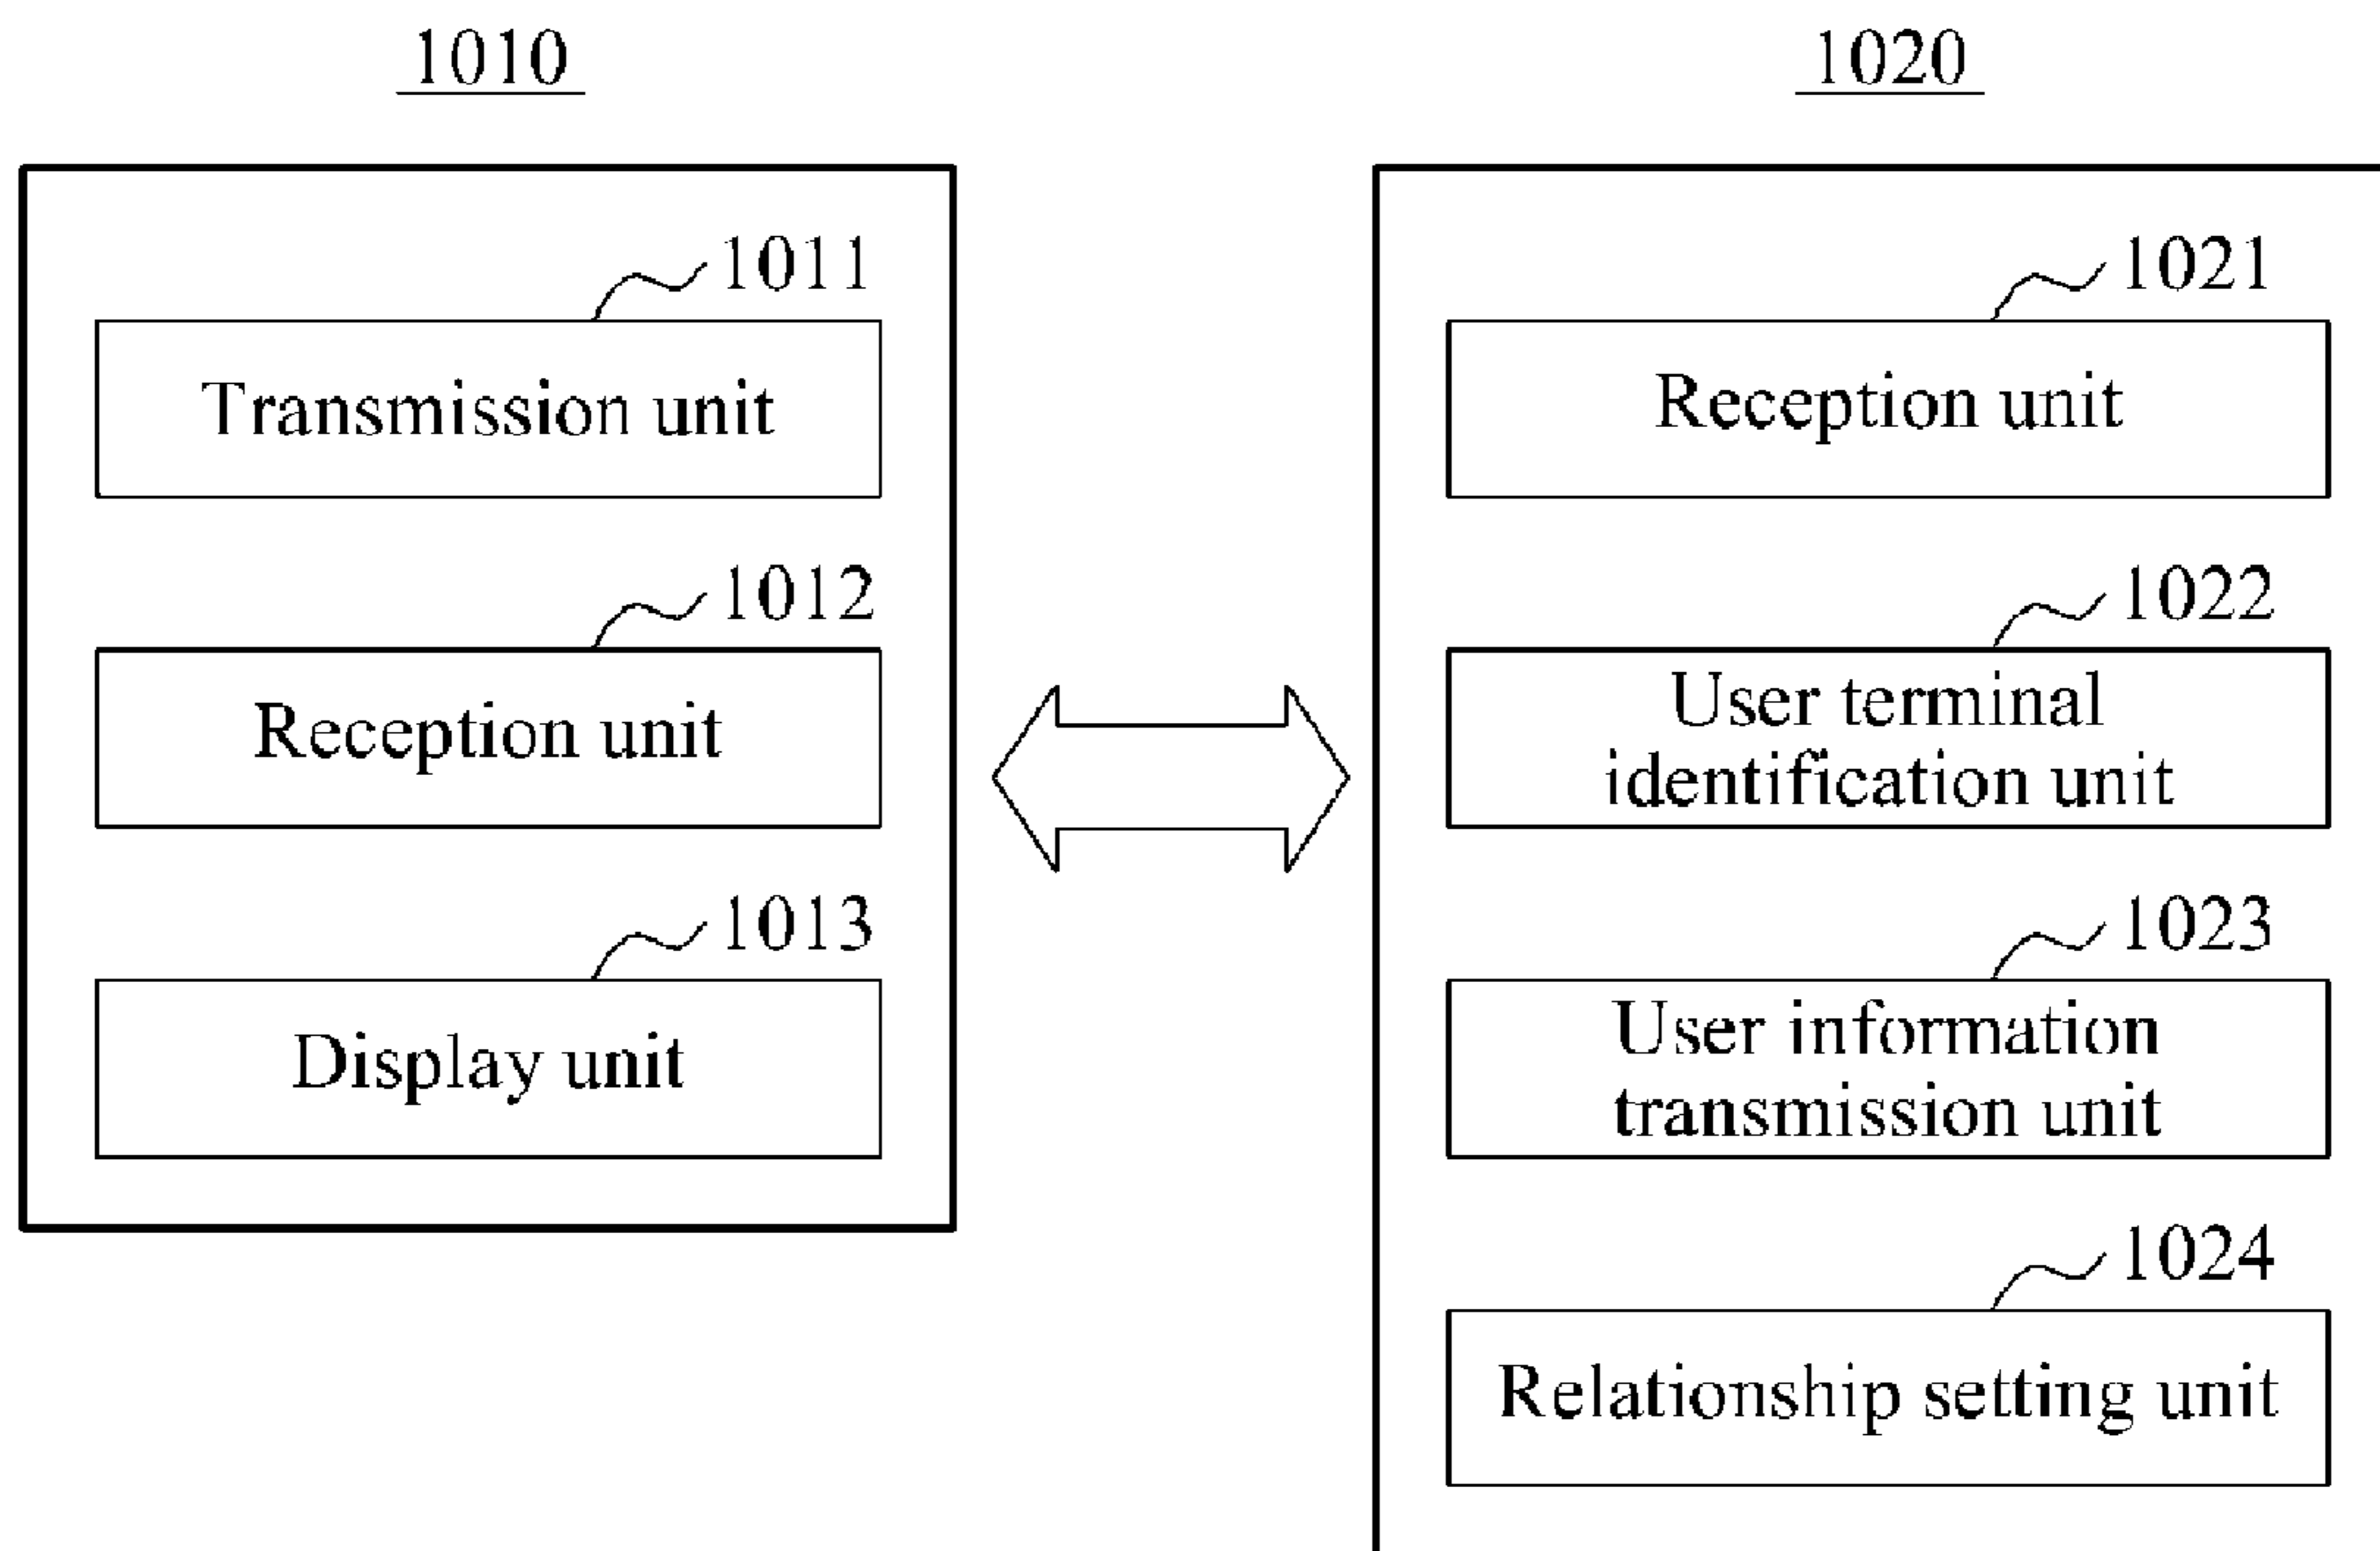 1010
1011
Transmission unit
1012
Reception unit
1013
Display unit
1020
1021
Reception unit
1022
User terminal
identification unit
1023
User information
transmission unit
1024
Relationship setting unit